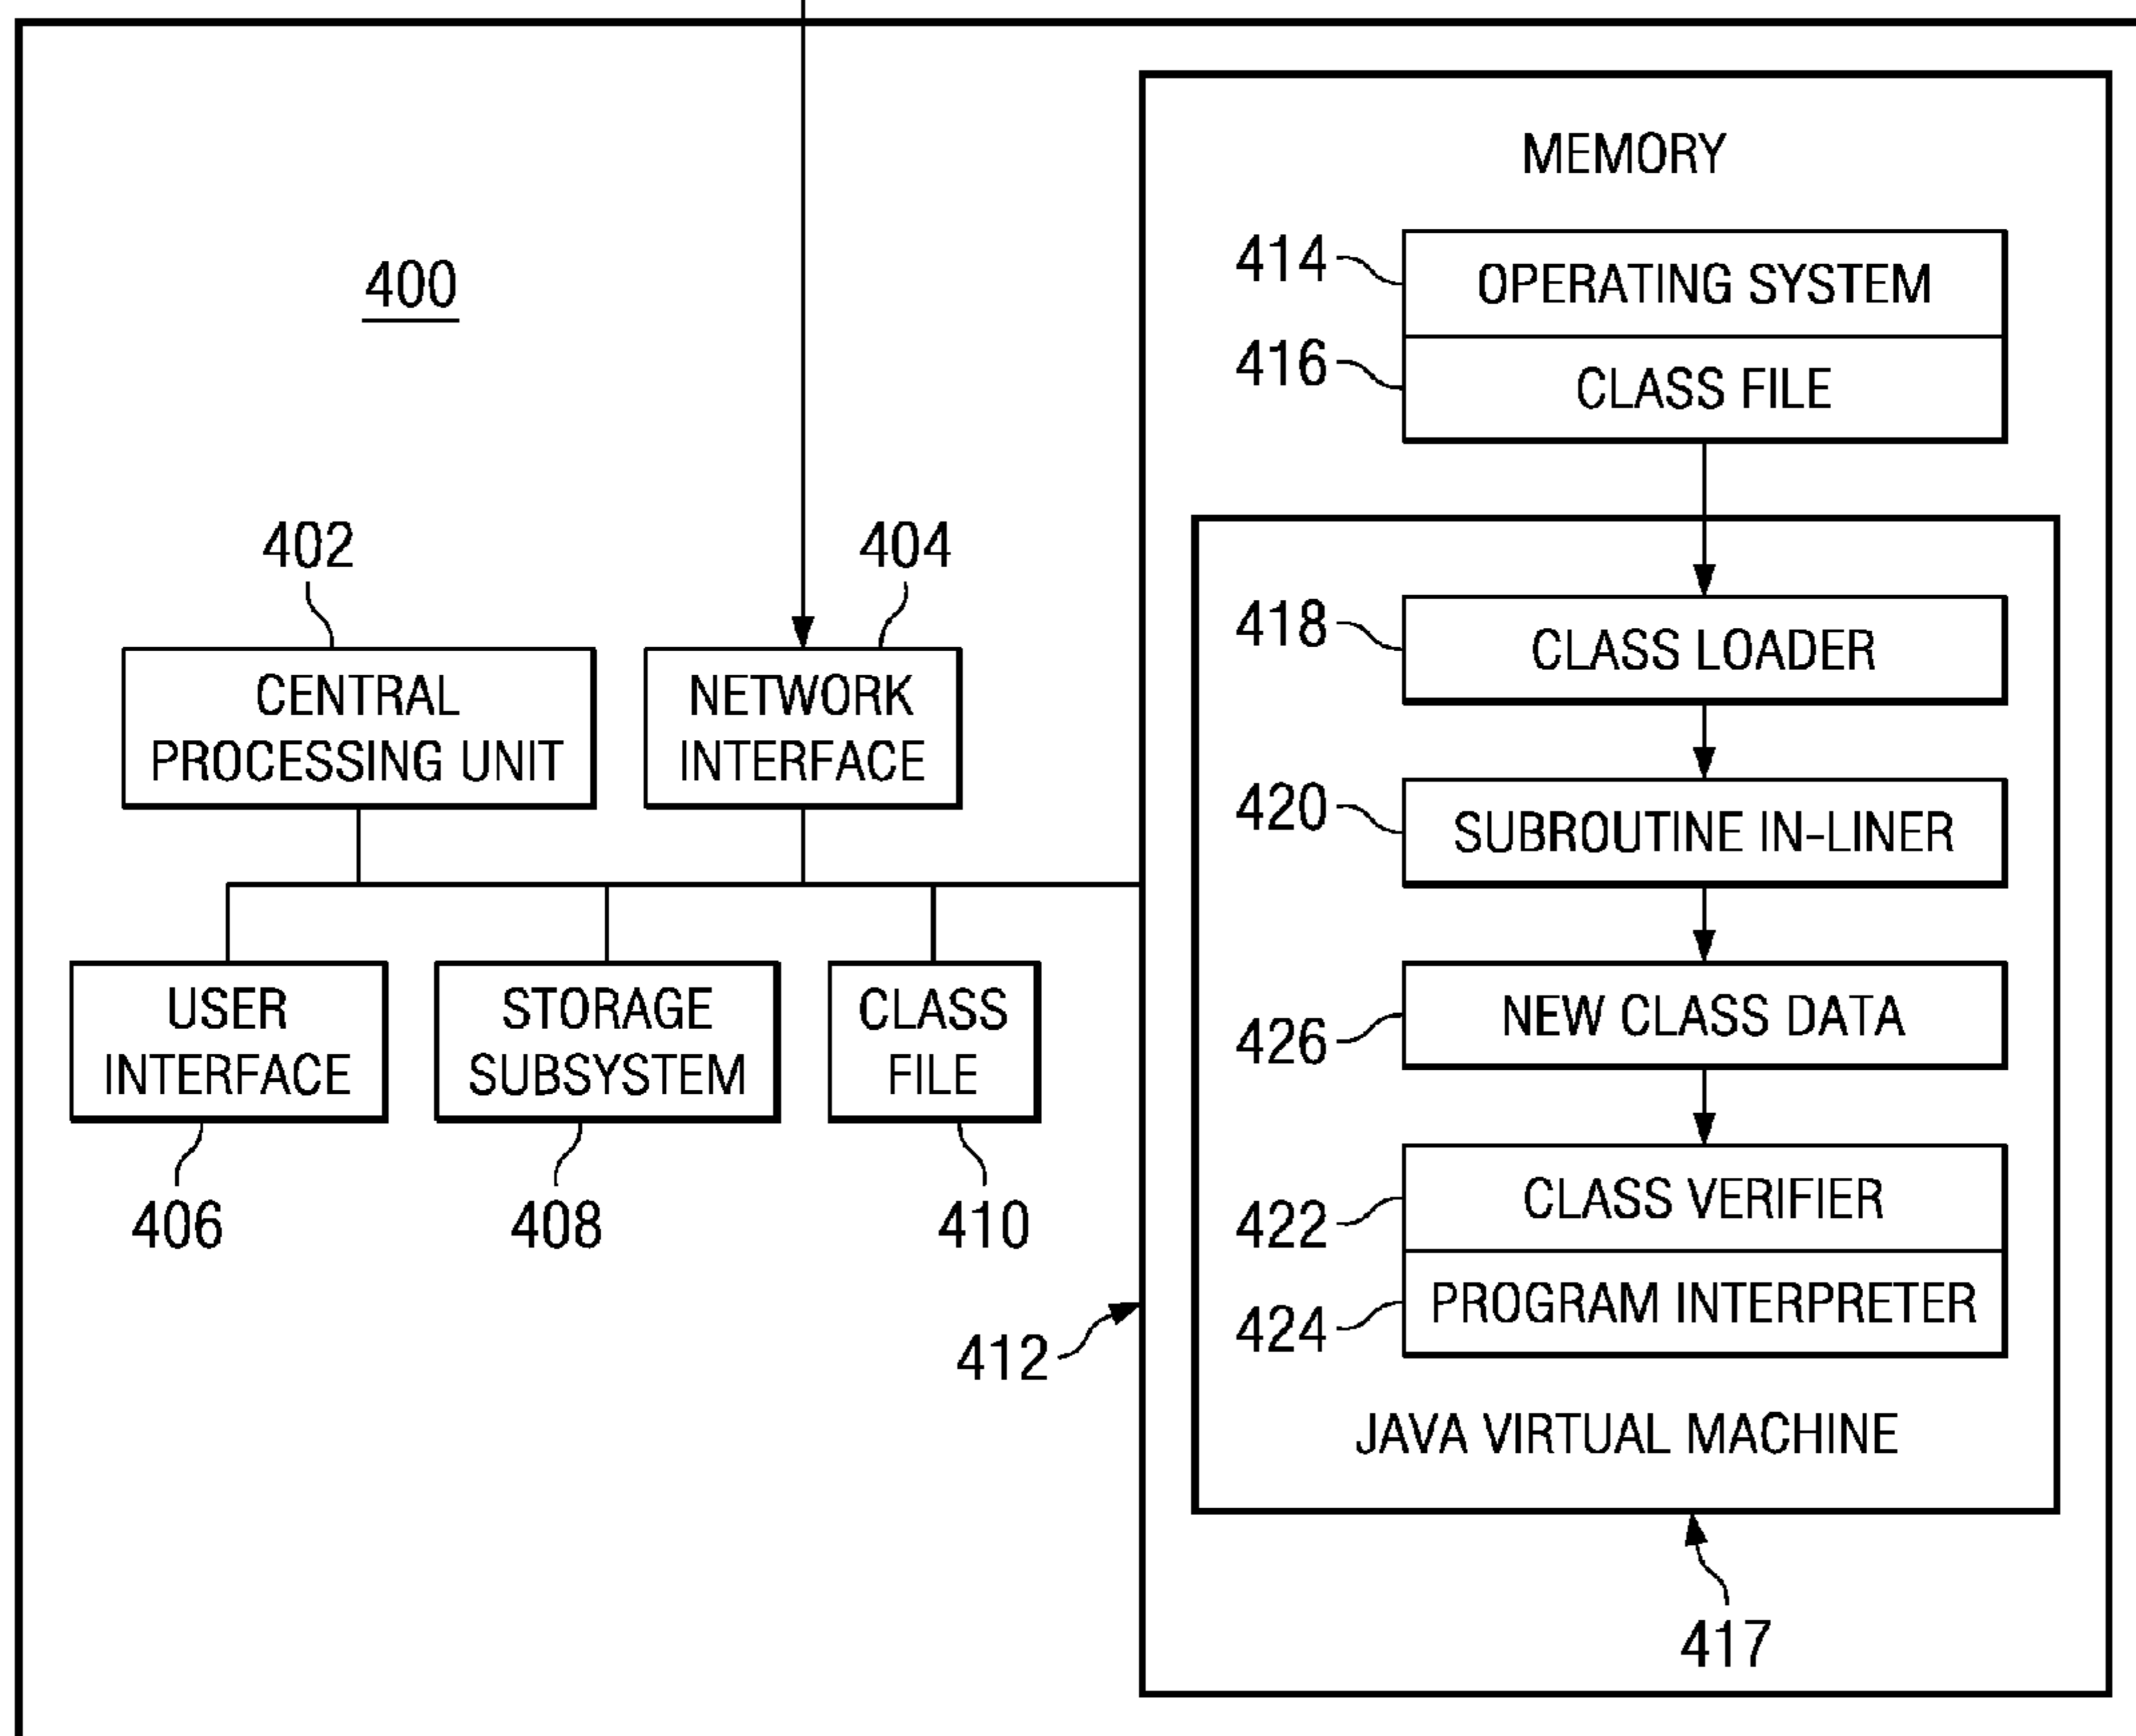 MEMORY
414
OPERATING SYSTEM
400
416
CLASS FILE
402
404
418
CLASS LOADER
CENTRAL
PROCESSING UNIT
NETWORK
INTERFACE
420
SUBROUTINE IN-LINER
USER
INTERFACE
STORAGE
SUBSYSTEM
CLASS
FILE
NEW CLASS DATA
426
406
408
410
CLASS VERIFIER
422
PROGRAM INTERPRETER
424
412
JAVA VIRTUAL MACHINE
417